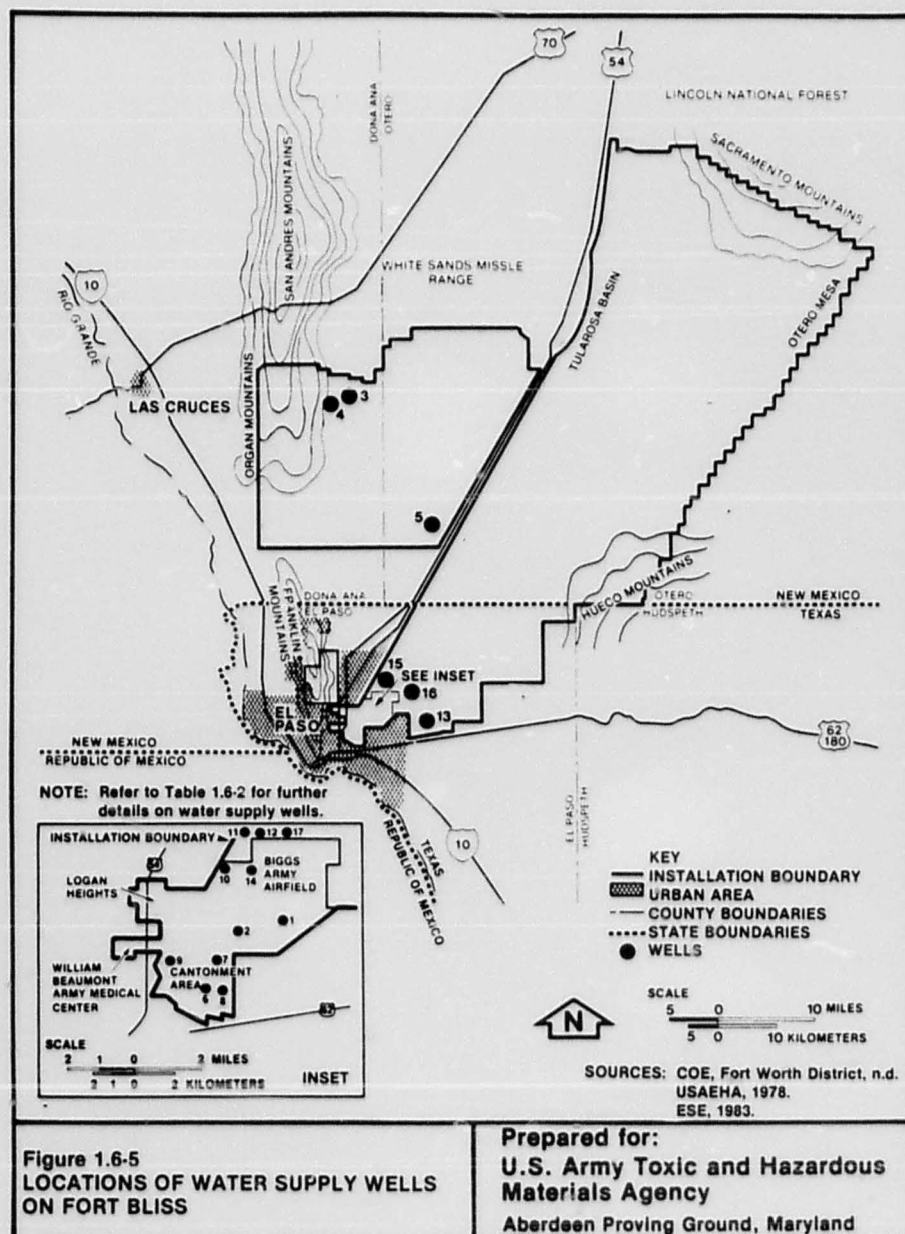 70
54
LINCOLN NATIONAL FOREST
DONA ANA
OTERO
SACRAMENTO MOUNTAINS
SAN ANDRES MOUNTAINS
WHITE SANDS MISSLE
RANGE
10
RIO GRANDE
TULAROSA BASIN
OTERO MESA
LAS CRUCES
ORGAN MOUNTAINS
3
4
5
HUECO MOUNTAINS
FRANKLIN
MOUNTAINS
DONA ANA
EL PASO
OTERO
HUDSPETH
NEW MEXICO
TEXAS
15
SEE INSET
16
13
EL
PASO
62
180
NEW MEXICO
REPUBLIC OF MEXICO
NOTE: Refer to Table 1.6-2 for further
details on water supply wells.
TEXAS
REPUBLIC OF MEXICO
10
EL PASO
HUDSPETH
INSTALLATION BOUNDARY
11
12
17
54
10
14
BIGGS
ARMY
AIRFIELD
LOGAN
HEIGHTS
1
2
9
7
CANTONMENT
AREA
6
8
WILLIAM
BEAUMONT
ARMY MEDICAL
CENTER
62
SCALE
2 1 0 2 MILES
2 1 0 2 KILOMETERS
INSET
KEY
INSTALLATION BOUNDARY
URBAN AREA
COUNTY BOUNDARIES
STATE BOUNDARIES
WELLS
N
SCALE
5 0 10 MILES
5 0 10 KILOMETERS
SOURCES: COE, Fort Worth District, n.d.
USAEHA, 1978.
ESE, 1983.
Figure 1.6-5
LOCATIONS OF WATER SUPPLY WELLS
ON FORT BLISS
Prepared for:
U.S. Army Toxic and Hazardous
Materials Agency
Aberdeen Proving Ground, Maryland